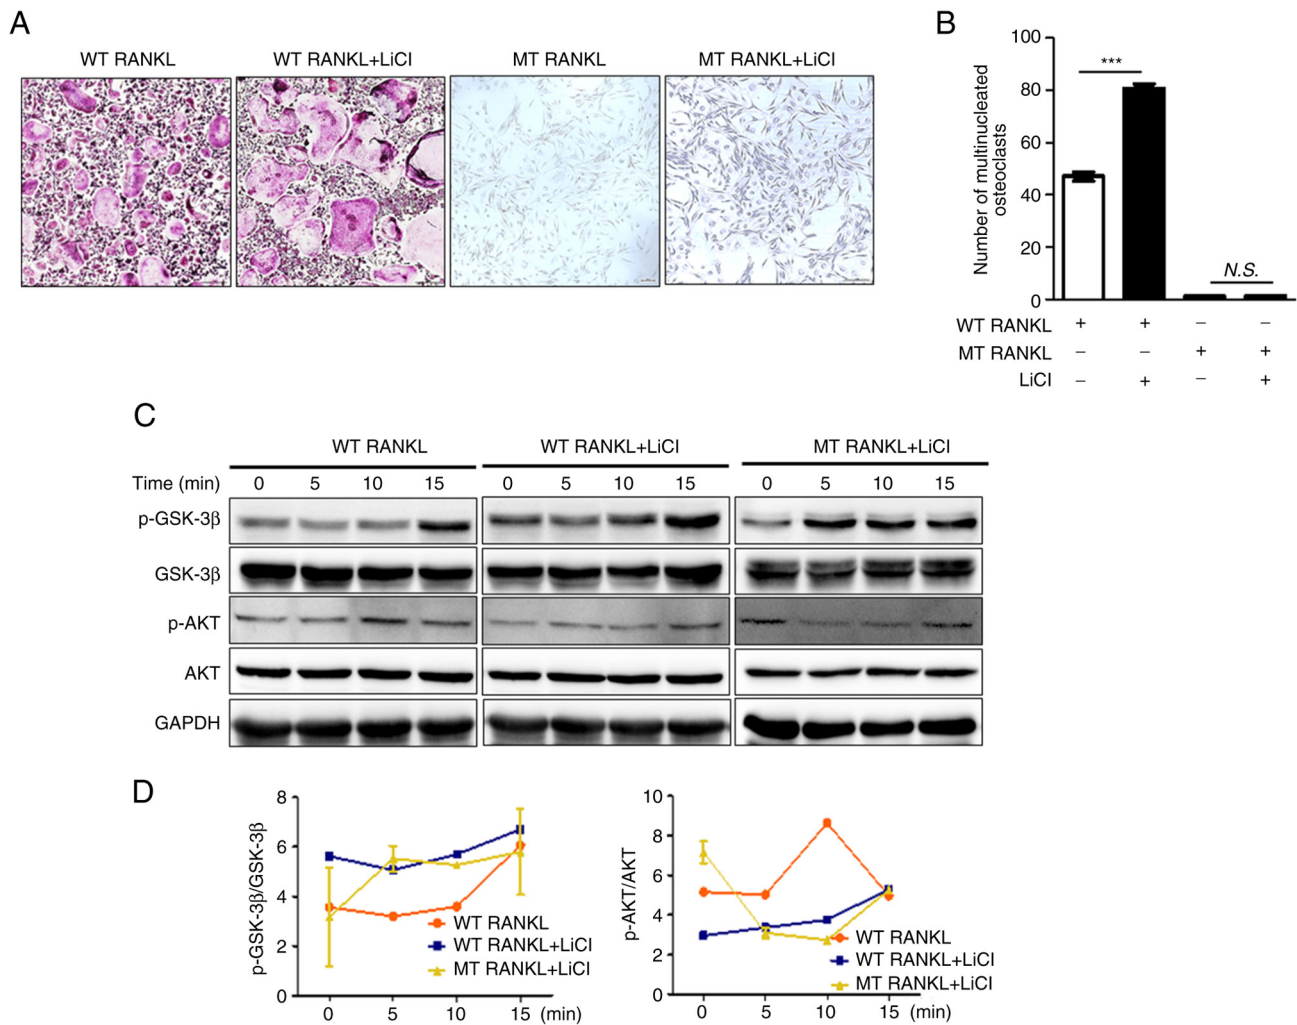 A
WT RANKL
WT RANKL+LiCl
MT RANKL
MT RANKL+LiCl
B
Number of multinucleated
osteoclasts
100
80
60
40
20
0
***
N.S.
WT RANKL + + – –
MT RANKL – – + +
LiCl – + – +
C
WT RANKL
WT RANKL+LiCl
MT RANKL+LiCl
Time (min) 0 5 10 15 0 5 10 15 0 5 10 15
p-GSK-3β
GSK-3β
p-AKT
AKT
GAPDH
D
p-GSK-3β/GSK-3β
8
6
4
2
0
WT RANKL
WT RANKL+LiCl
MT RANKL+LiCl
0 5 10 15 (min)
p-AKT/AKT
10
8
6
4
2
0
WT RANKL
WT RANKL+LiCl
MT RANKL+LiCl
0 5 10 15 (min)